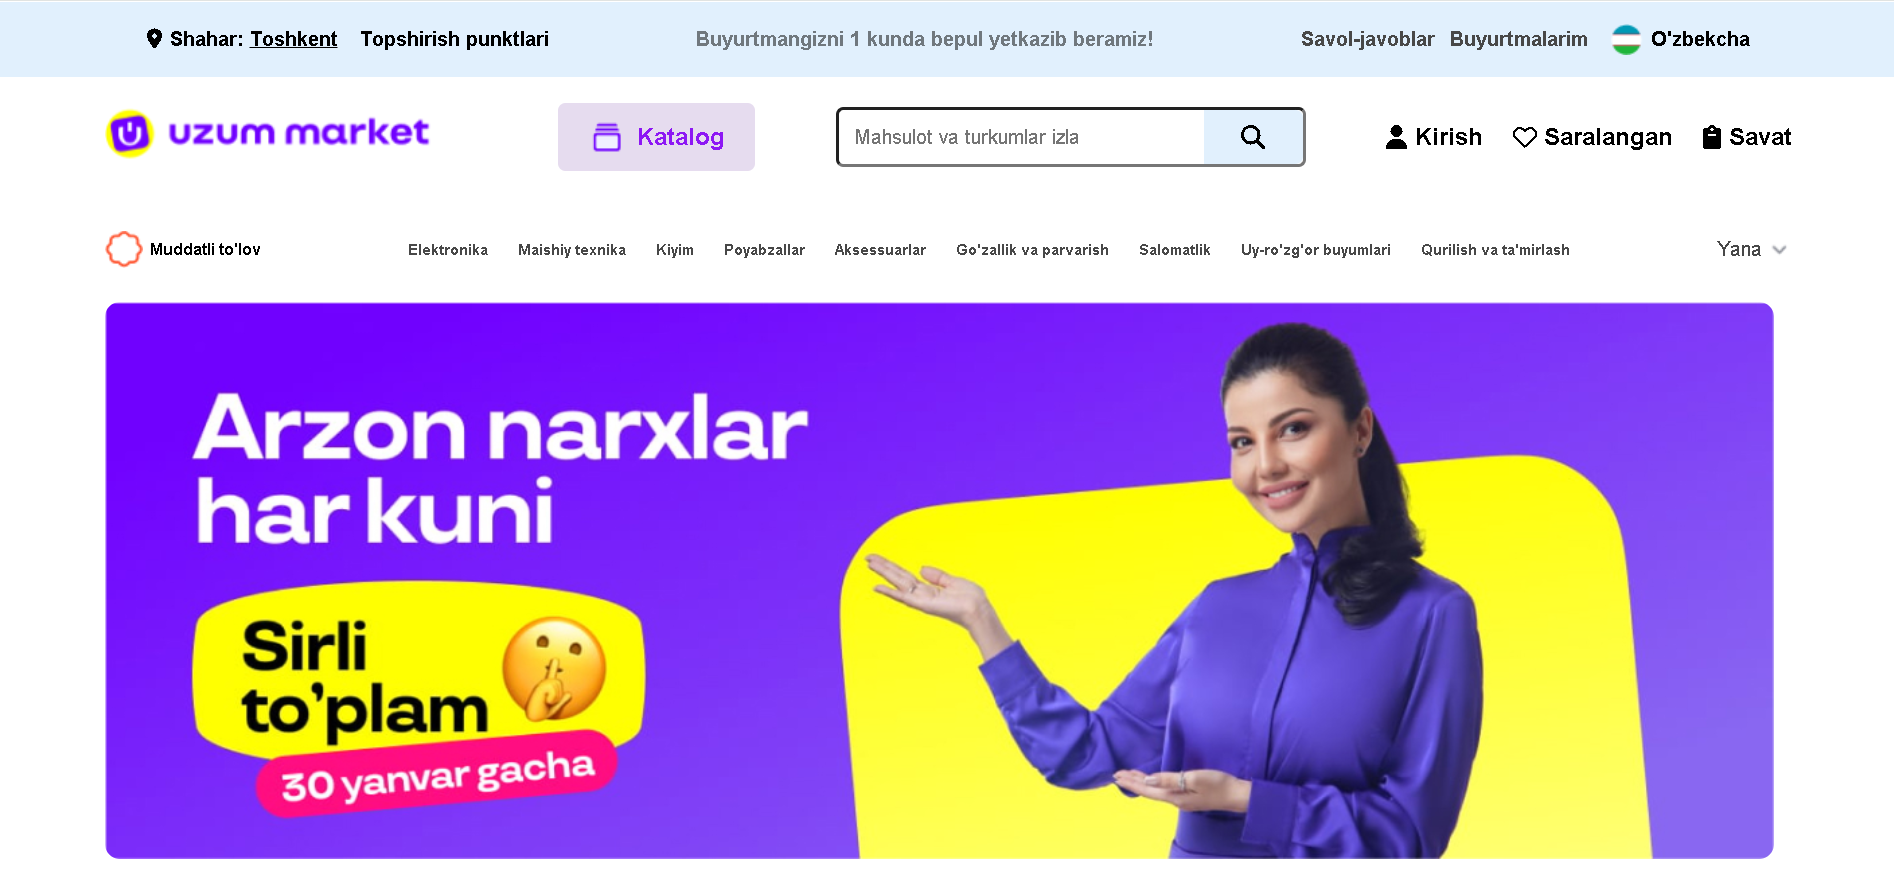 Shahar: Toshkent Topshirish punktlari Buyurtmangizni 1 kunda bepul yetkazib beramiz! Savol-javoblar Buyurtmalarim O'zbekcha
uzum market Katalog Mahsulot va turkumlar izla Kirish Saralangan Savat
Muddatli to'lov Elektronika Maishiy texnika Kiyim Poyabzallar Aksessuarlar Go'zallik va parvarish Salomatlik Uy-ro'zg'or buyumlari Qurilish va ta'mirlash Yana
Arzon narxlar
har kuni
Sirli
to’plam
30 yanvar gacha